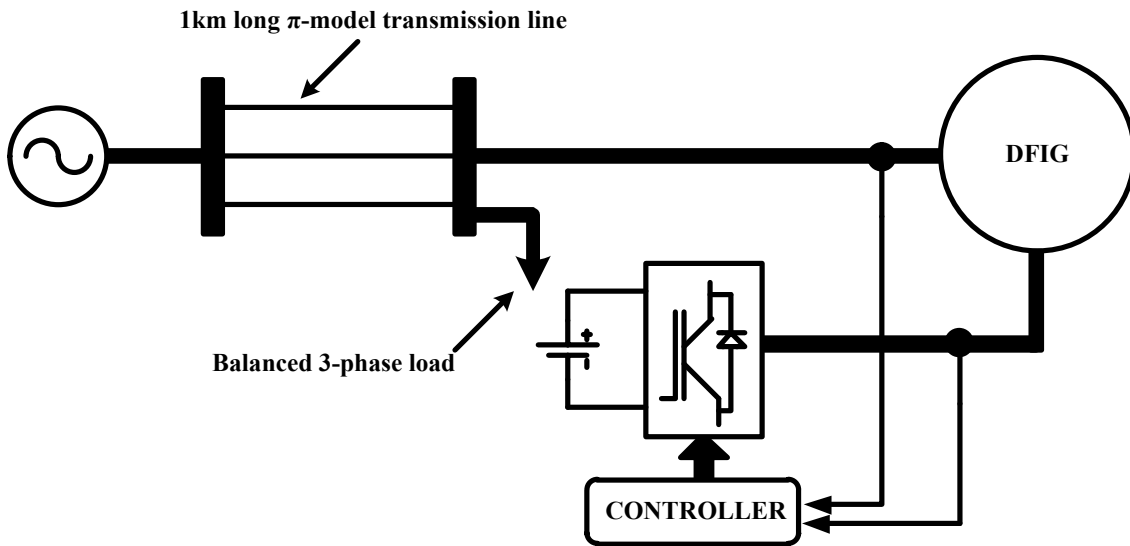 1km long π-model transmission line
DFIG
Balanced 3-phase load
CONTROLLER